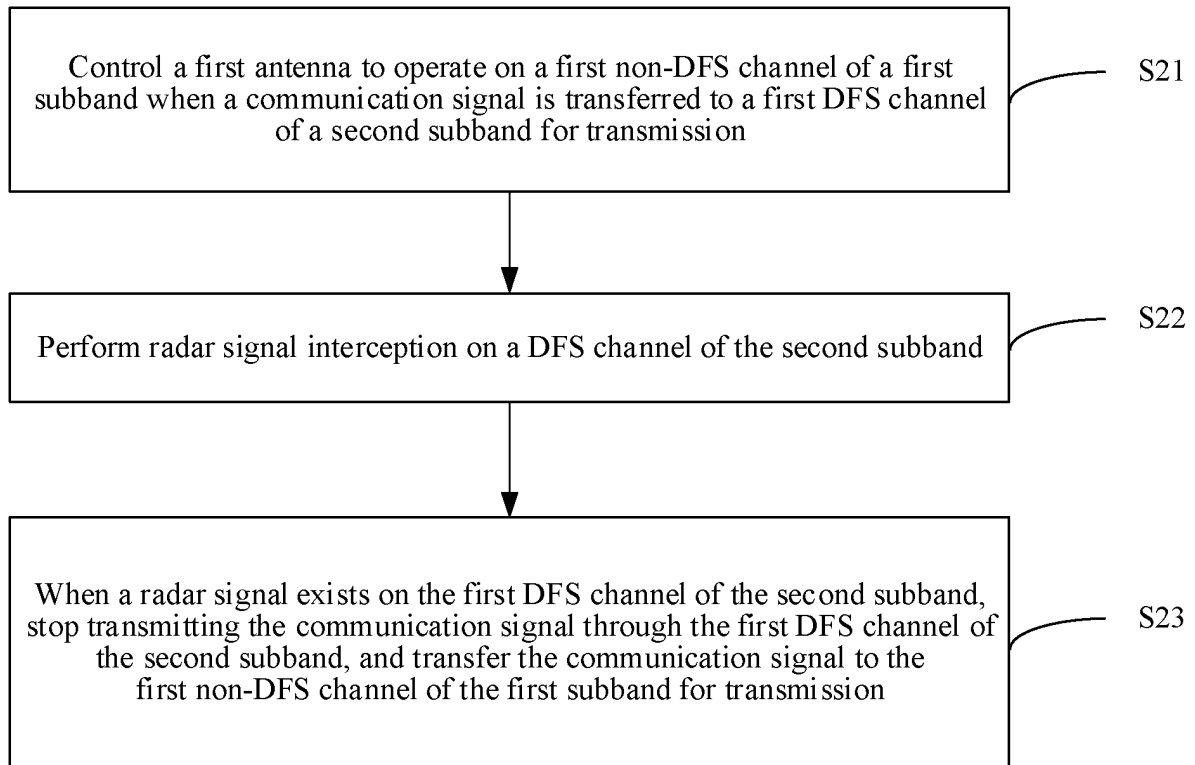 Control a first antenna to operate on a first non-DFS channel of a first
subband when a communication signal is transferred to a first DFS channel
of a second subband for transmission
S21
Perform radar signal interception on a DFS channel of the second subband
S22
When a radar signal exists on the first DFS channel of the second subband,
stop transmitting the communication signal through the first DFS channel of
the second subband, and transfer the communication signal to the
first non-DFS channel of the first subband for transmission
S23